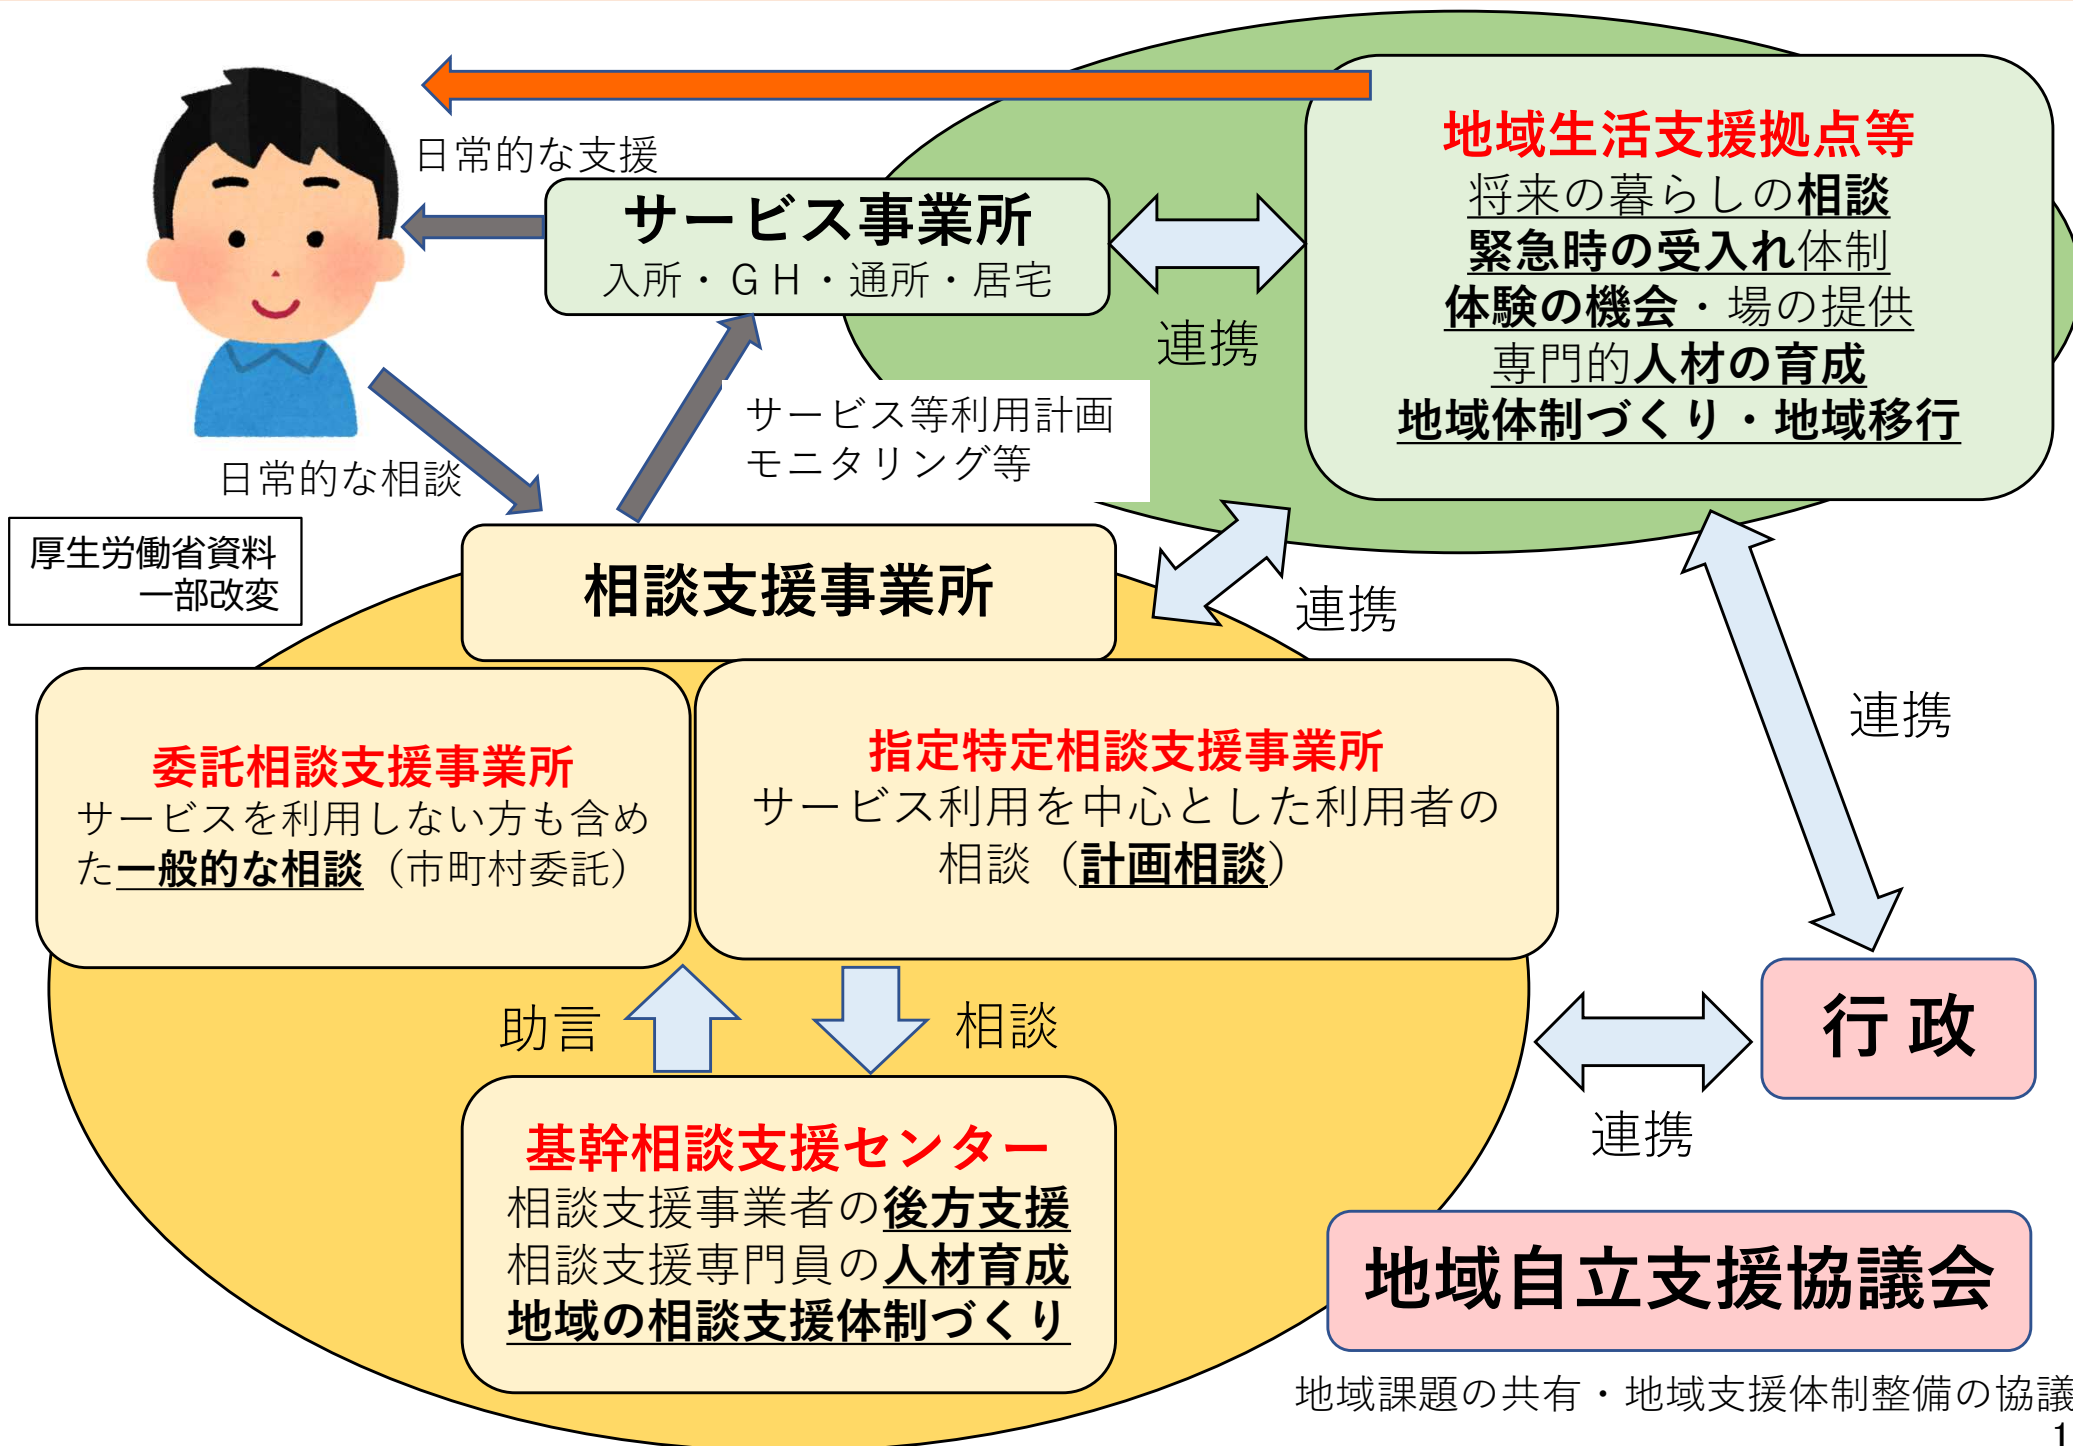 日常的な支援
サービス事業所
入所・ＧＨ・通所・居宅
連携
地域生活支援拠点等
将来の暮らしの相談
緊急時の受入れ体制
体験の機会・場の提供
専門的人材の育成
地域体制づくり・地域移行
サービス等利用計画
モニタリング等
日常的な相談
厚生労働省資料
一部改変
相談支援事業所
連携
連携
委託相談支援事業所
サービスを利用しない方も含め
た一般的な相談（市町村委託）
指定特定相談支援事業所
サービス利用を中心とした利用者の
相談（計画相談）
助言
相談
行政
連携
基幹相談支援センター
相談支援事業者の後方支援
相談支援専門員の人材育成
地域の相談支援体制づくり
地域自立支援協議会
地域課題の共有・地域支援体制整備の協議
1